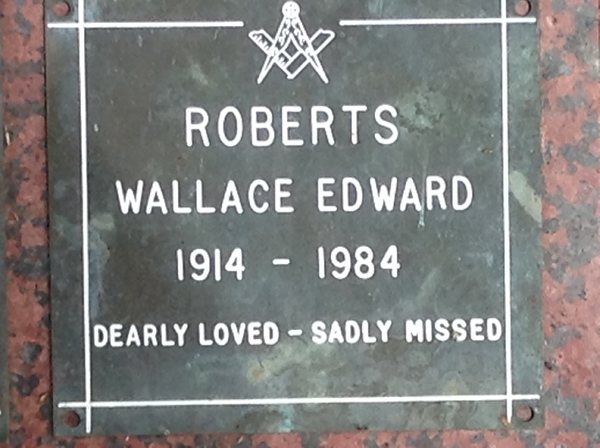 ROBERTS
WALLACE EDWARD
1914 - 1984
DEARLY LOVED - SADLY MISSED